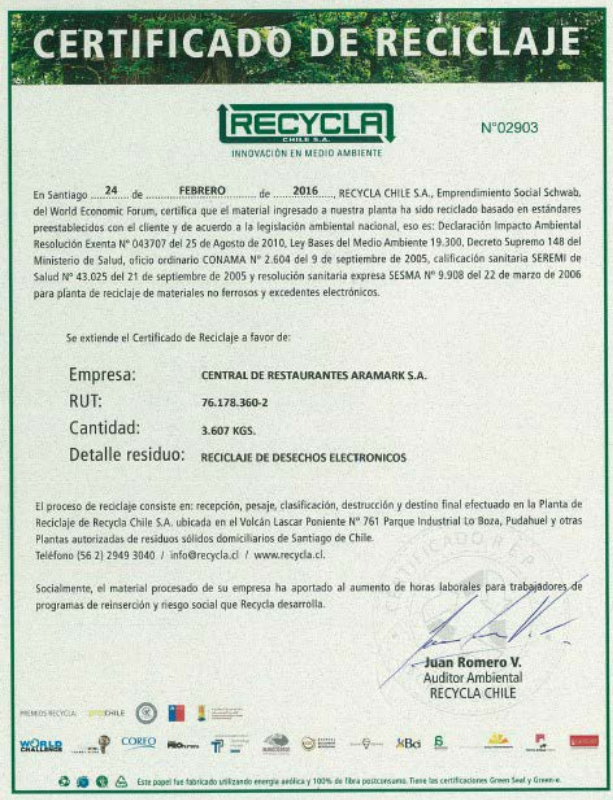 CERTIFICADO DE RECICLAJE
RECYCLA
CHILE S.A.
INNOVACIÓN EN MEDIO AMBIENTE
N°02903
En Santiago 24 de FEBRERO de 2016, RECYCLA CHILE S.A., Emprendimiento Social Schwab,
del World Economic Forum, certifica que el material ingresado a nuestra planta ha sido reciclado basado en estándares
preestablecidos con el cliente y de acuerdo a la legislación ambiental nacional, eso es: Declaración Impacto Ambiental
Resolución Exenta N° 043707 del 25 de Agosto de 2010, Ley Bases del Medio Ambiente 19.300, Decreto Supremo 148 del
Ministerio de Salud, oficio ordinario CONAMA N° 2.604 del 9 de septiembre de 2005, calificación sanitaria SEREMI de
Salud N° 43.025 del 21 de septiembre de 2005 y resolución sanitaria expresa SESMA N° 9.908 del 22 de marzo de 2006
para planta de reciclaje de materiales no ferrosos y excedentes electrónicos.
Se extiende el Certificado de Reciclaje a favor de:
Empresa: CENTRAL DE RESTAURANTES ARAMARK S.A.
RUT: 76.178.360-2
Cantidad: 3.607 KGS.
Detalle residuo: RECICLAJE DE DESECHOS ELECTRONICOS
El proceso de reciclaje consiste en: recepción, pesaje, clasificación, destrucción y destino final efectuado en la Planta de
Reciclaje de Recycla Chile S.A. ubicada en el Volcán Lascar Poniente N° 761 Parque Industrial Lo Boza, Pudahuel y otras
Plantas autorizadas de residuos sólidos domiciliarios de Santiago de Chile.
Teléfono (56 2) 2949 3040 / info@recycla.cl / www.recycla.cl.
CERTIFICADO R.E.P.
Socialmente, el material procesado de su empresa ha aportado al aumento de horas laborales para trabajadores de
programas de reinserción y riesgo social que Recycla desarrolla.
Juan Romero V.
Auditor Ambiental
RECYCLA CHILE
PREMIOS RECYCLA: CHILE
WORLD CHALLENGE CORFO Bci
Este papel fue fabricado utilizando energía eólica y 100% de fibra postconsumo. Tiene las certificaciones Green Seal y Green-e.